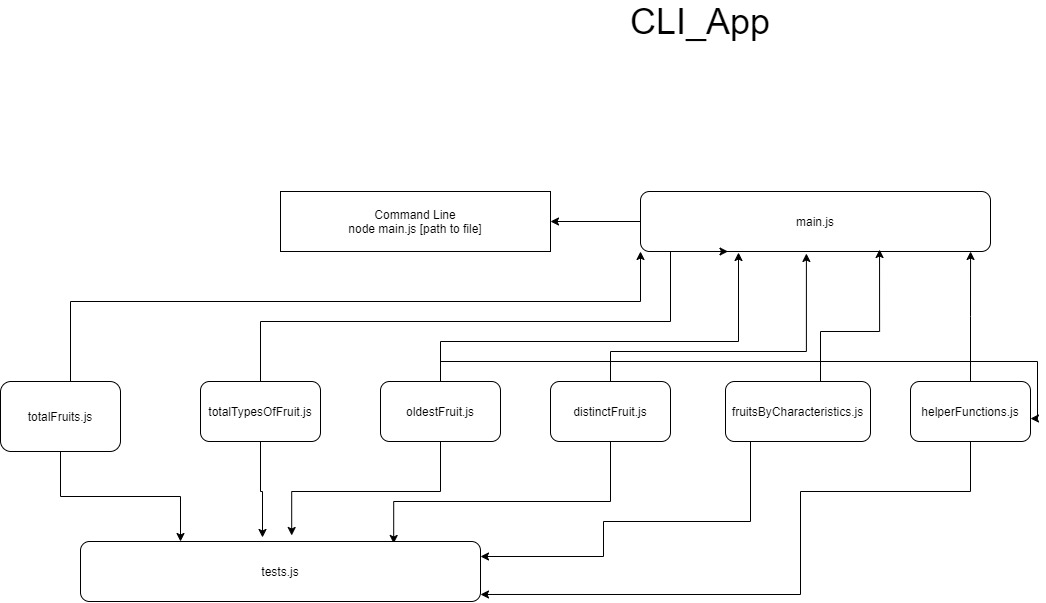 CLI_App
Command Line
node main.js [path to file]
main.js
totalFruits.js
totalTypesOfFruit.js
oldestFruit.js
distinctFruit.js
fruitsByCharacteristics.js
helperFunctions.js
tests.js